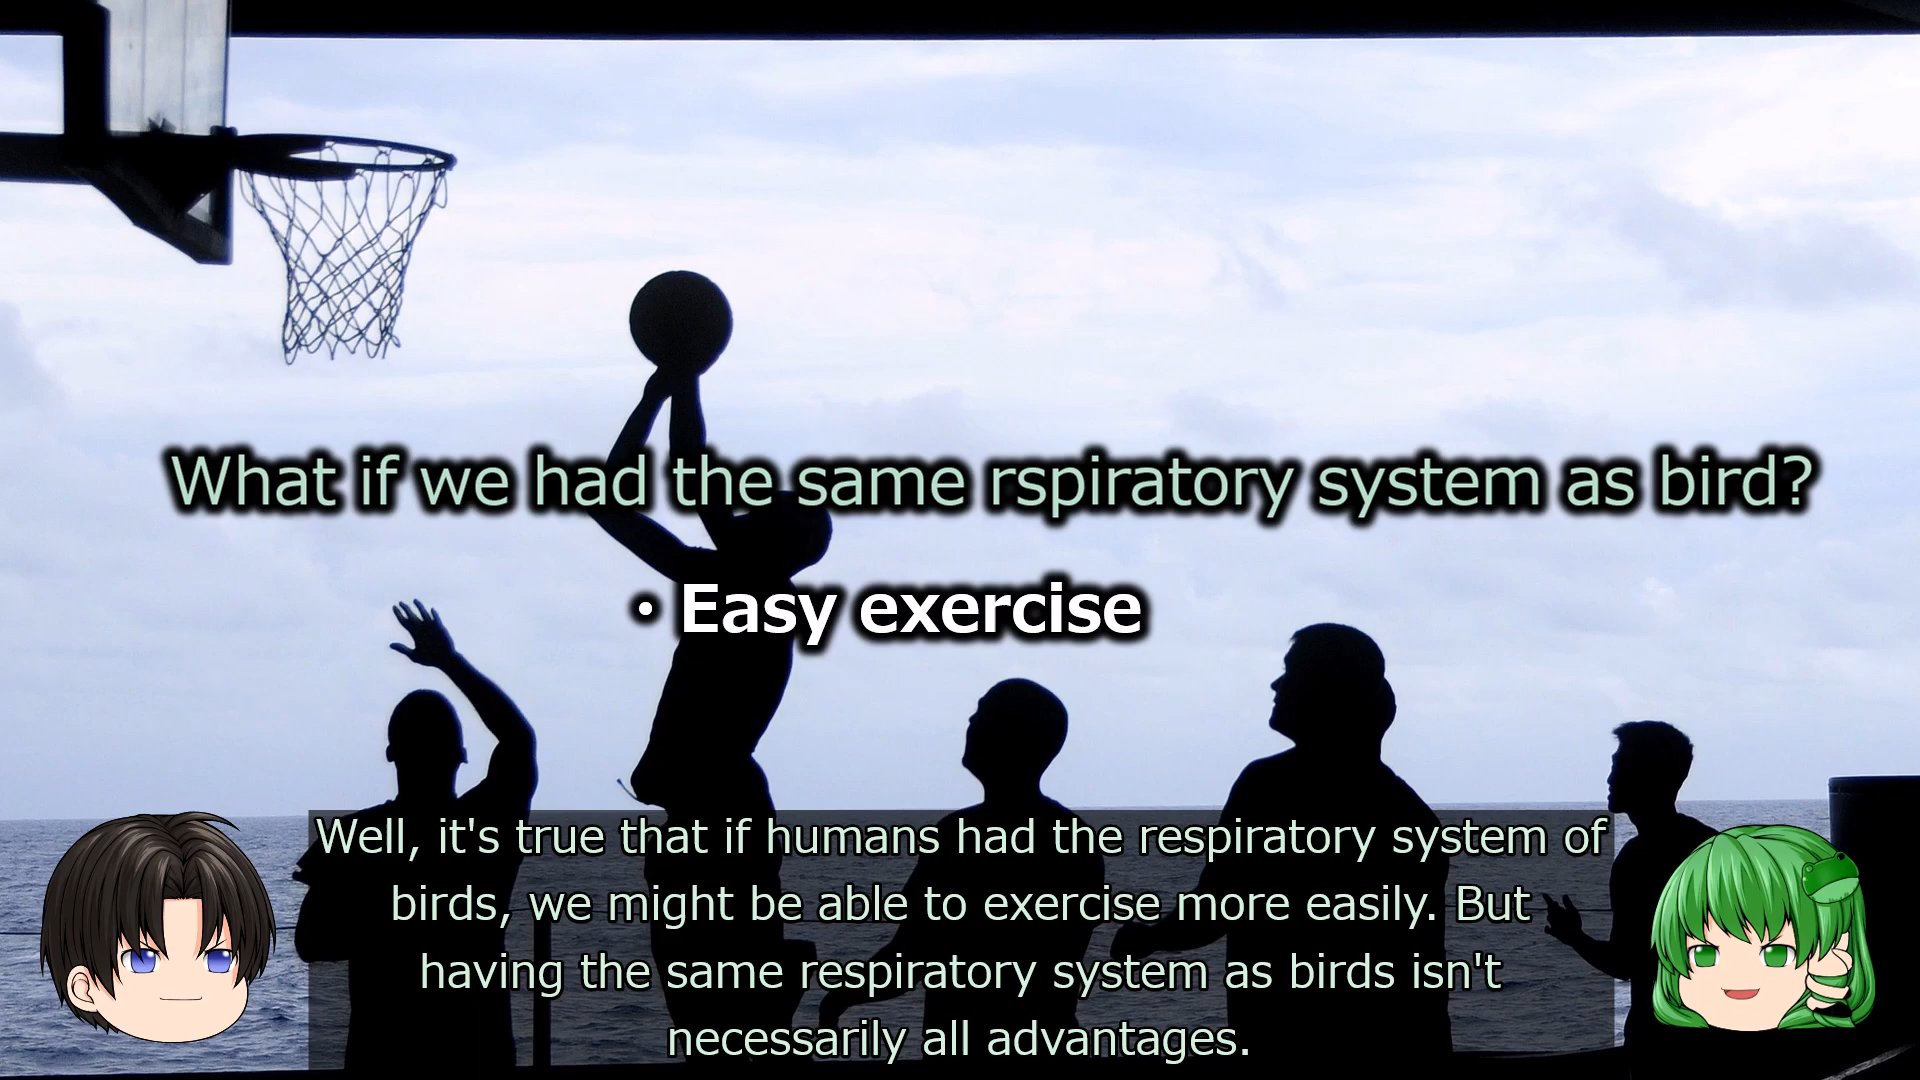 What if we had the same rspiratory system as bird?
・Easy exercise
Well, it's true that if humans had the respiratory system of
birds, we might be able to exercise more easily. But
having the same respiratory system as birds isn't
necessarily all advantages.